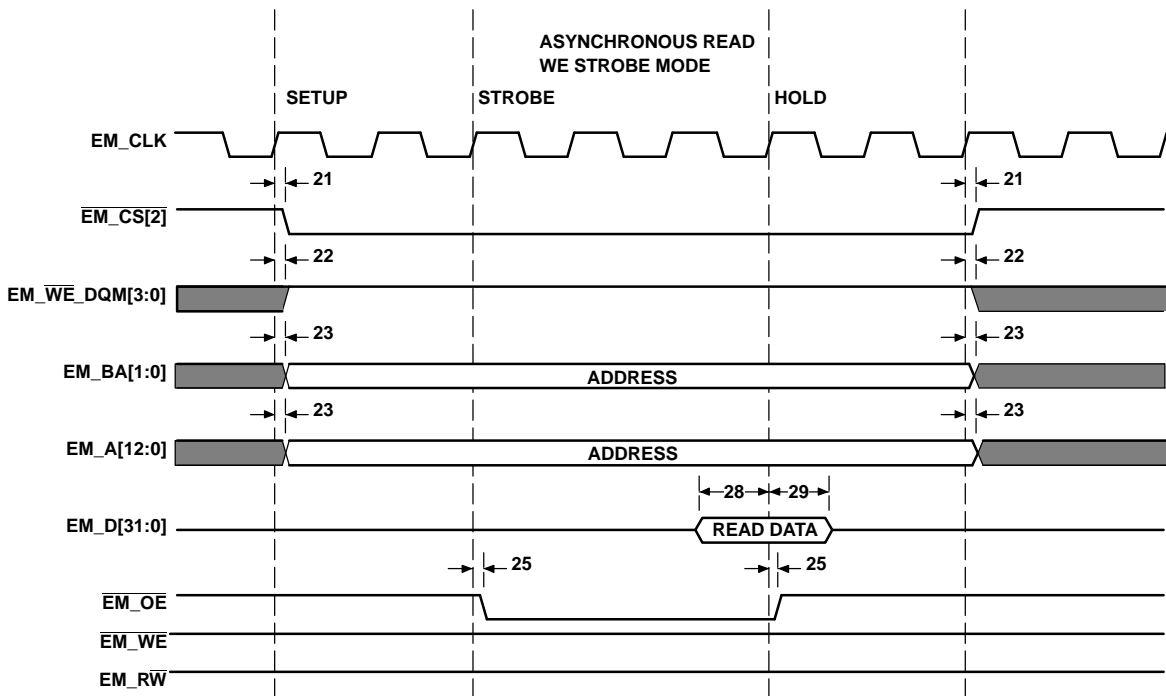 ASYNCHRONOUS READ
WE STROBE MODE
SETUP STROBE HOLD
EM_CLK
21 21
EM_CS[2]
22 22
EM_WE_DQM[3:0]
23 23
EM_BA[1:0] ADDRESS
23 23
EM_A[12:0] ADDRESS
28 29
EM_D[31:0] READ DATA
25 25
EM_OE
EM_WE
EM_RW